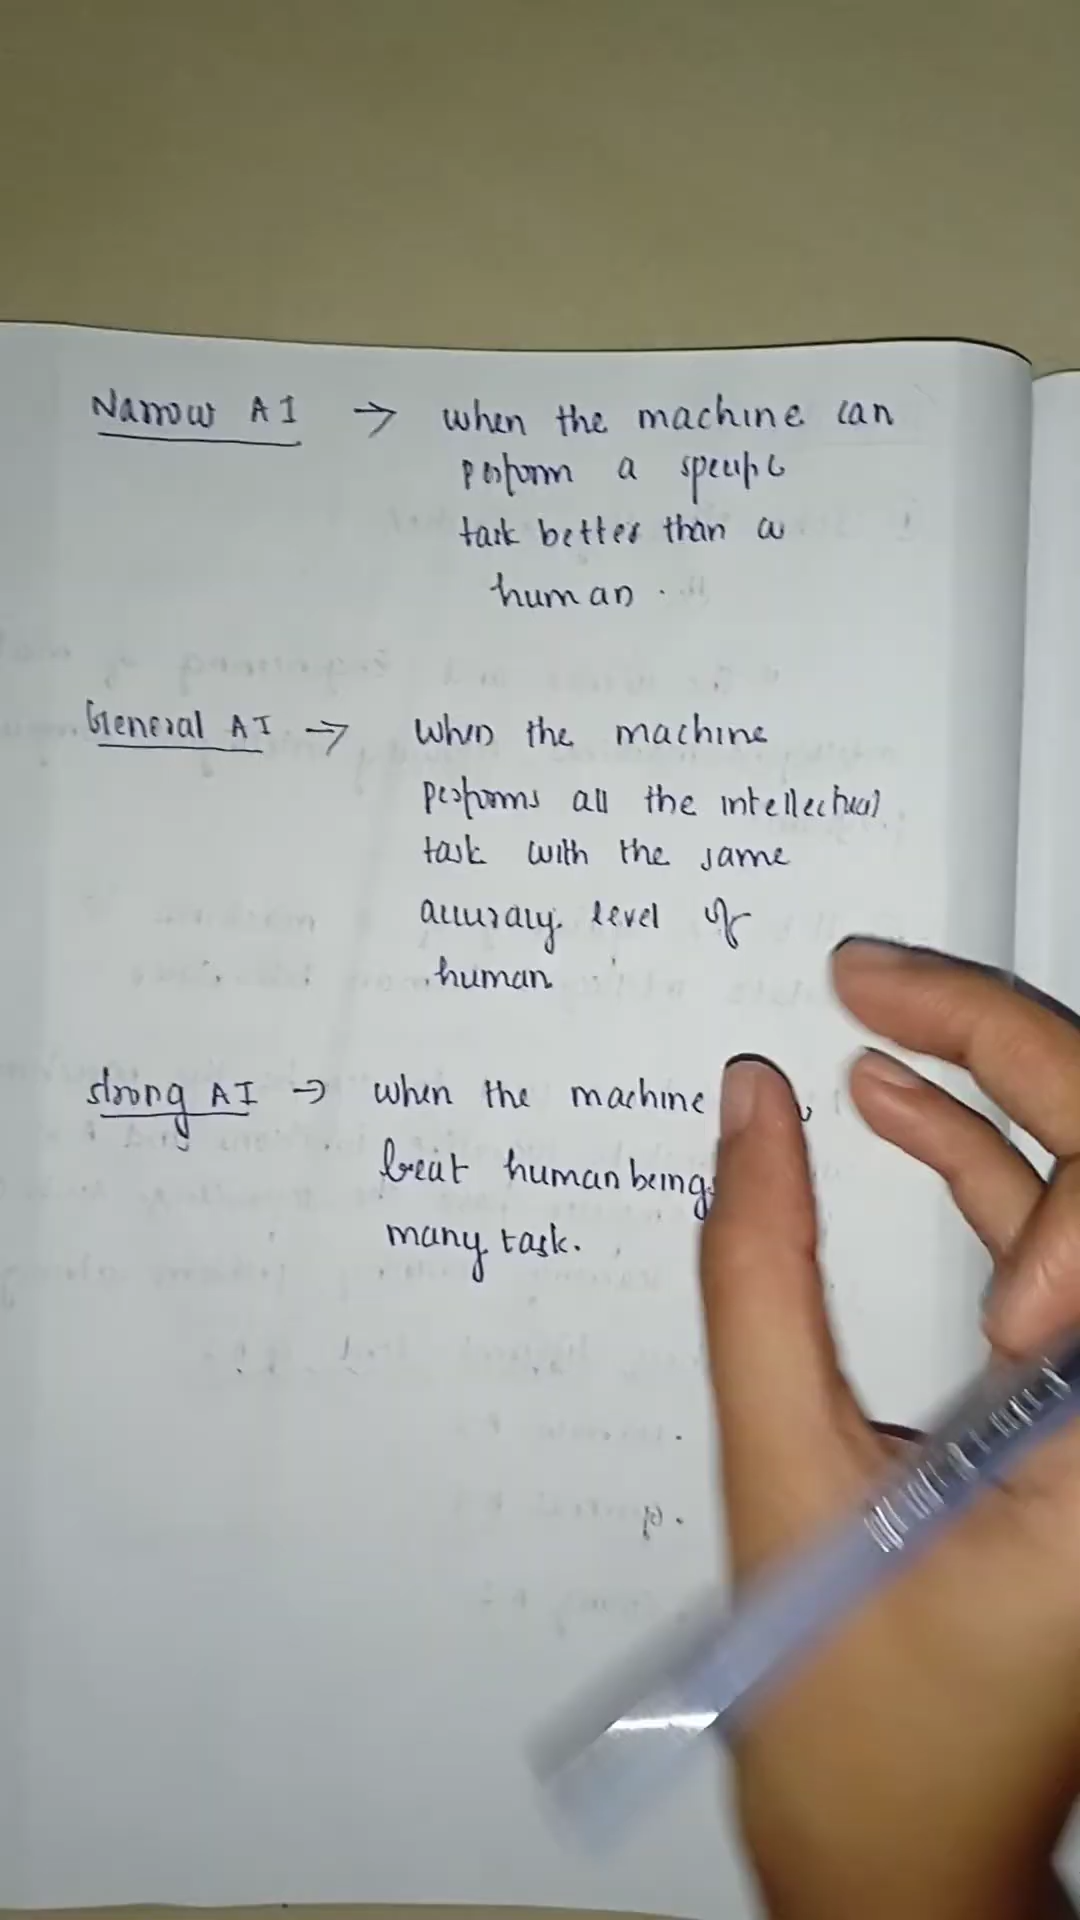 Narrow AI → when the machine can
perform a specific
task better than a
human.
General AI → when the machine
performs all the intellectual
task with the same
accuracy level of
human
strong AI → when the machine
beat human beings
many task.